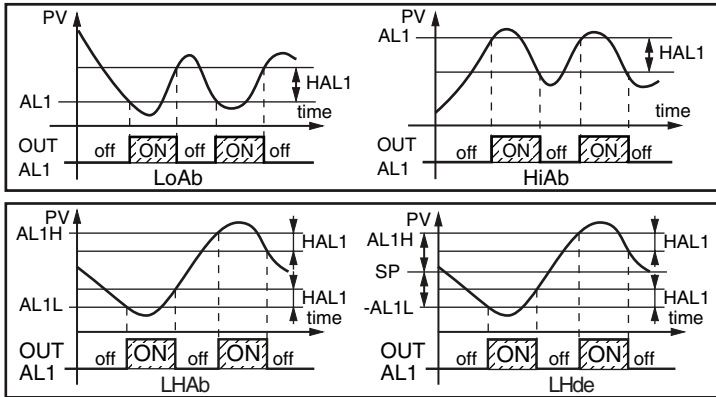 PV
HAL1
AL1
time
OUT
AL1
off ON off ON off
LoAb
PV
AL1
HAL1
time
OUT
AL1
off ON off ON off
HiAb
PV
AL1H
HAL1
HAL1
AL1L
time
OUT
AL1
off ON off ON off
LHAb
PV
AL1H
HAL1
SP
HAL1
-AL1L
time
OUT
AL1
off ON off ON off
LHde